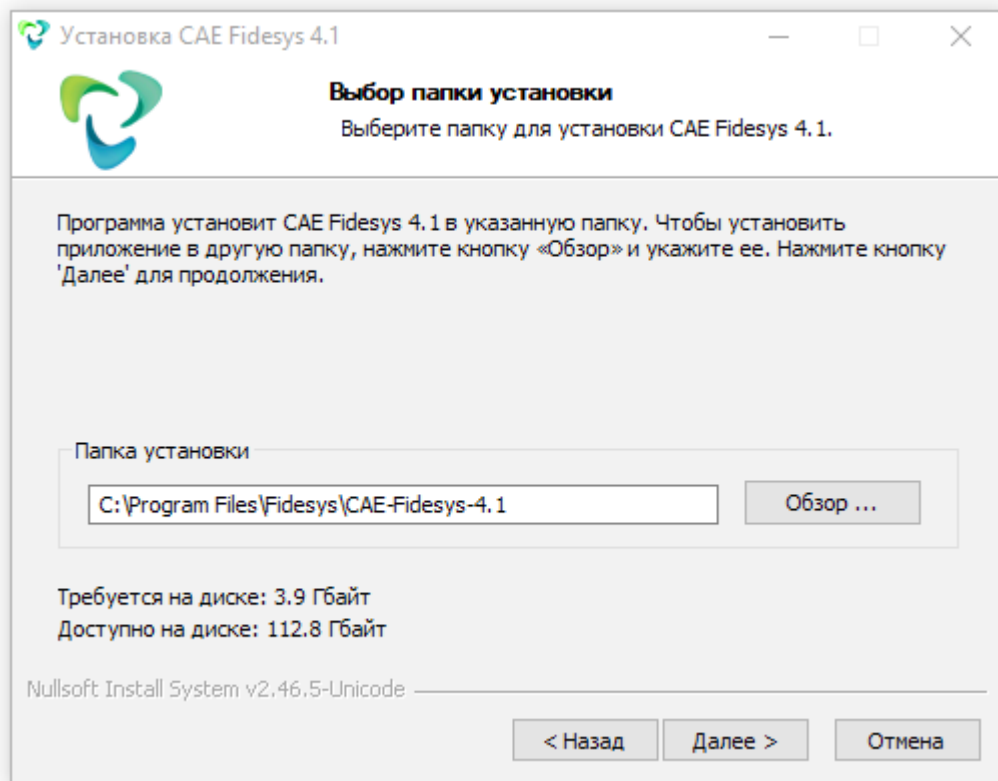 Установка CAE Fidesys 4.1
Выбор папки установки
Выберите папку для установки CAE Fidesys 4.1.
Программа установит CAE Fidesys 4.1 в указанную папку. Чтобы установить
приложение в другую папку, нажмите кнопку «Обзор» и укажите ее. Нажмите кнопку
'Далее' для продолжения.
Папка установки
C:\Program Files\Fidesys\CAE-Fidesys-4.1
Обзор ...
Требуется на диске: 3.9 Гбайт
Доступно на диске: 112.8 Гбайт
Nullsoft Install System v2.46.5-Unicode
< Назад
Далее >
Отмена